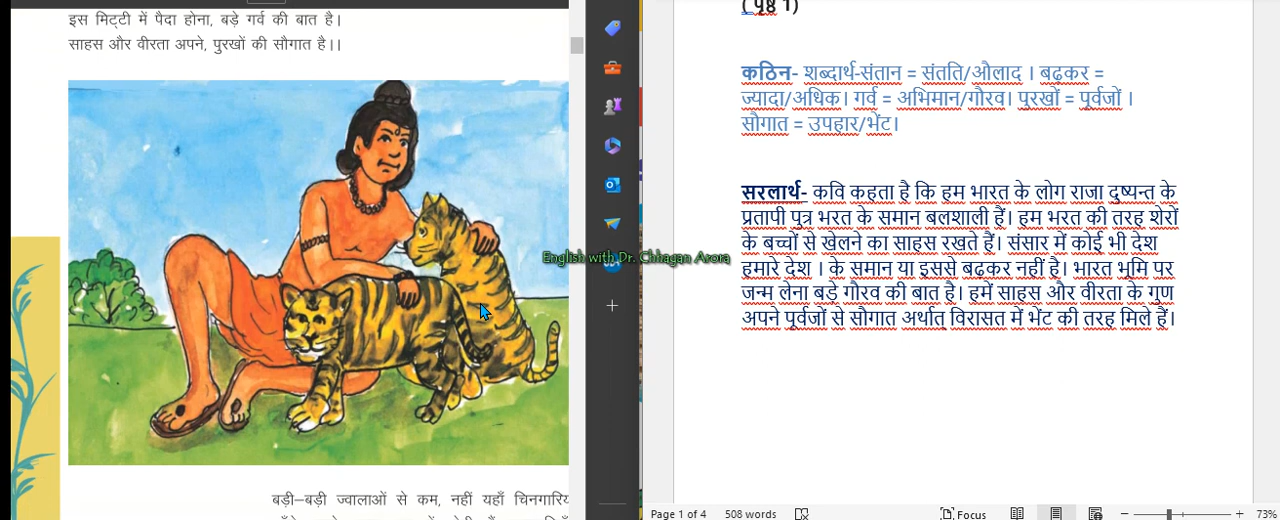 इस मिट्टी में पैदा होना, बड़े गर्व की बात है।
साहस और वीरता अपने, पुरखों की सौगात है।।
बड़ी–बड़ी ज्वालाओं से कम, नहीं यहाँ चिनगारि
( पृष्ठ 1)
कठिन- शब्दार्थ-संतान = संतति/औलाद । बढ़कर =
ज्यादा/अधिक। गर्व = अभिमान/गौरव। पुरखों = पूर्वजों ।
सौगात = उपहार/भेंट।
सरलार्थ- कवि कहता है कि हम भारत के लोग राजा दुष्यन्त के
प्रतापी पुत्र भरत के समान बलशाली हैं। हम भरत की तरह शेरों
के बच्चों से खेलने का साहस रखते हैं। संसार में कोई भी देश
हमारे देश । के समान या इससे बढ़कर नहीं है। भारत भूमि पर
जन्म लेना बड़े गौरव की बात है। हमें साहस और वीरता के गुण
अपने पूर्वजों से सौगात अर्थात् विरासत में भेंट की तरह मिले हैं।
English with Dr. Chhagan Arora
Page 1 of 4 508 words Focus 73%